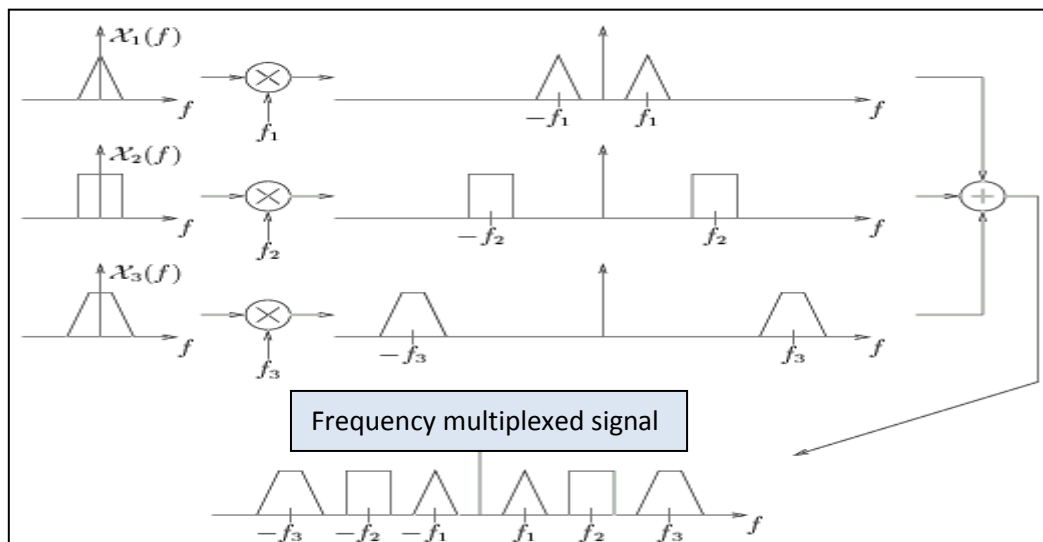 𝒳₁(f)
f
f₁
−f₁
f₁
f
𝒳₂(f)
f
f₂
−f₂
f₂
f
𝒳₃(f)
f
f₃
−f₃
f₃
f
Frequency multiplexed signal
−f₃ −f₂ −f₁ f₁ f₂ f₃ f